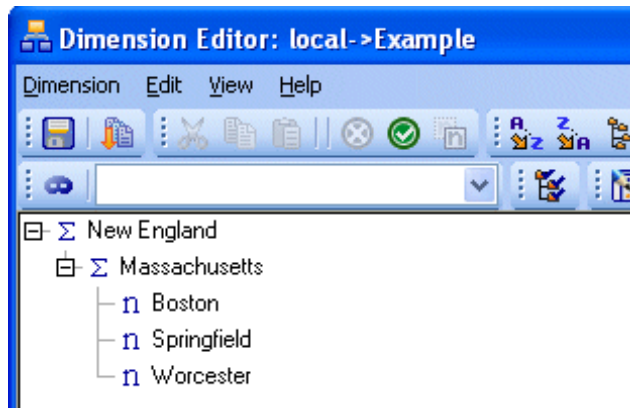 Dimension Editor: local->Example
Dimension Edit View Help
A Z Z A
Σ New England
Σ Massachusetts
n Boston
n Springfield
n Worcester